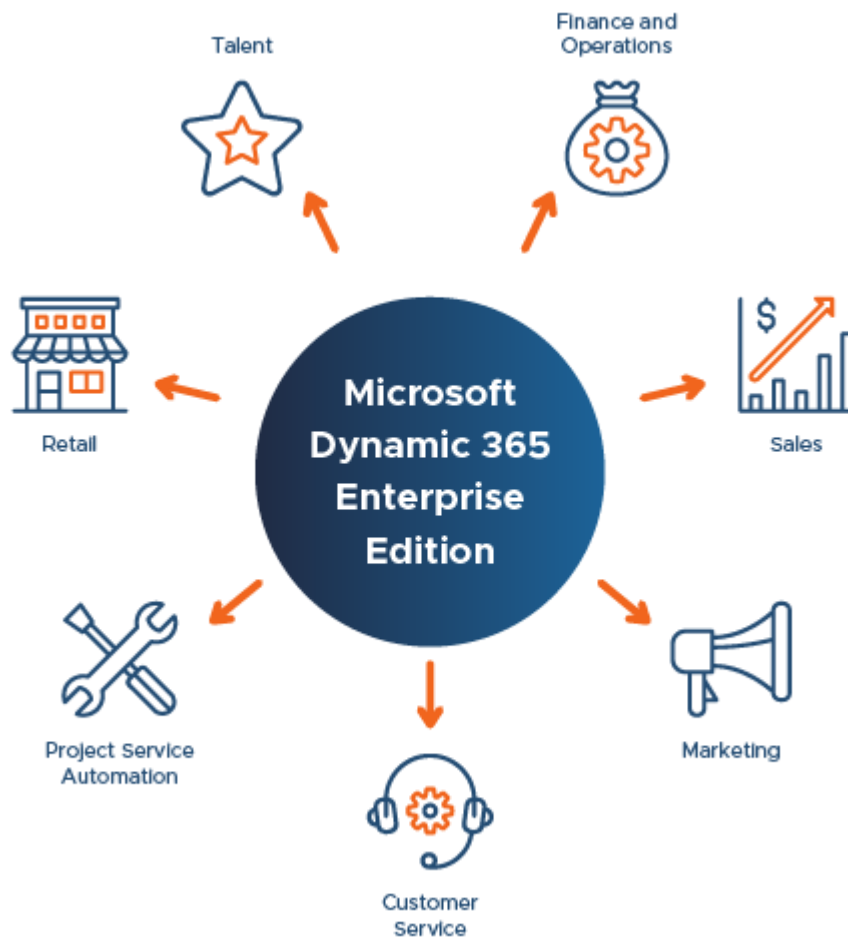 Talent
Finance and
Operations
$
Retail
Microsoft
Dynamic 365
Enterprise
Edition
Sales
Project Service
Automation
Marketing
Customer
Service